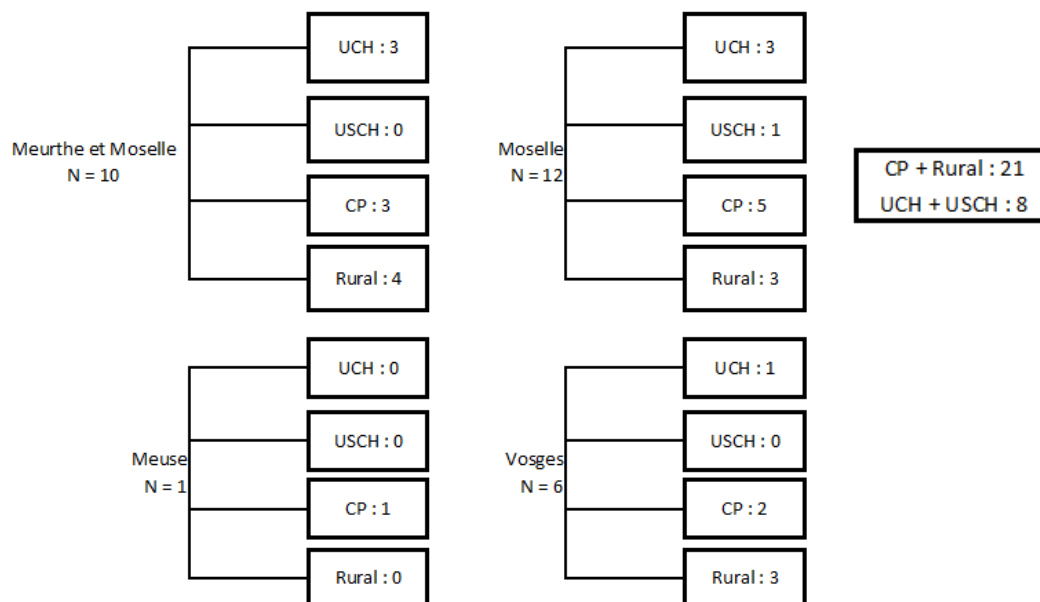 UCH : 3
USCH : 0
Meurthe et Moselle
N = 10
CP : 3
Rural : 4
UCH : 3
USCH : 1
Moselle
N = 12
CP : 5
Rural : 3
CP + Rural : 21
UCH + USCH : 8
UCH : 0
USCH : 0
Meuse
N = 1
CP : 1
Rural : 0
UCH : 1
USCH : 0
Vosges
N = 6
CP : 2
Rural : 3